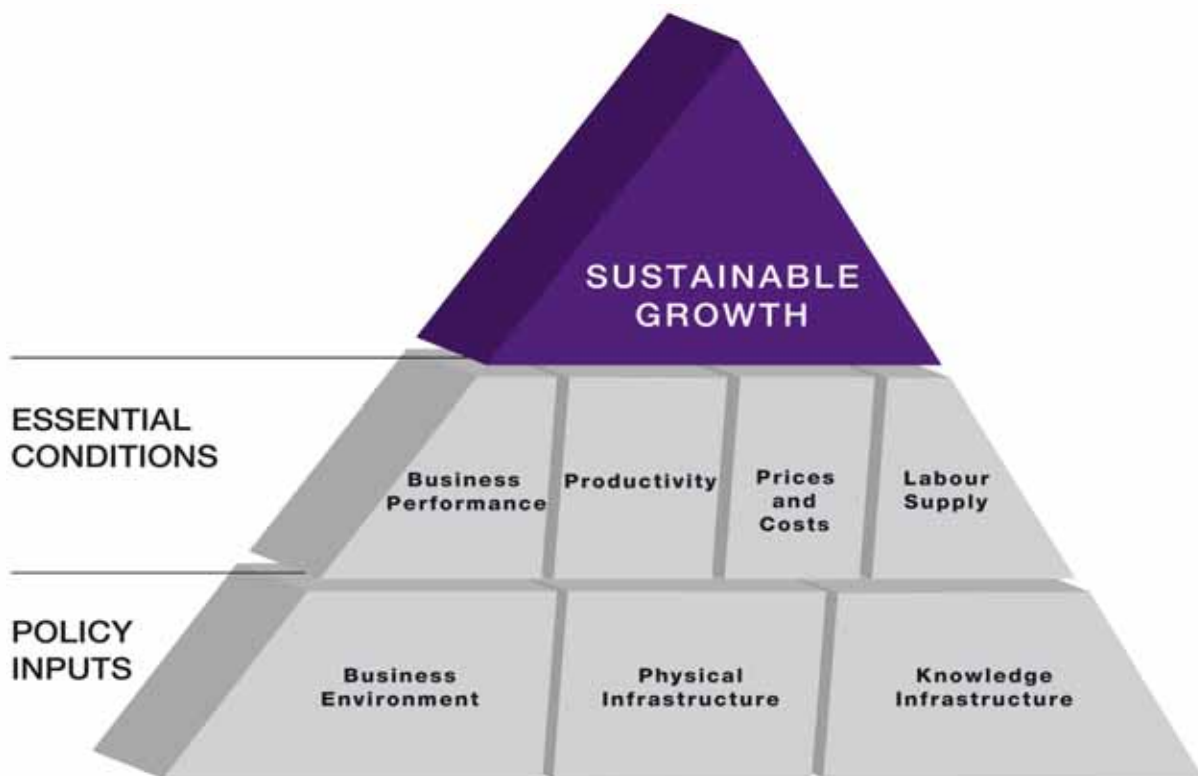 SUSTAINABLE
GROWTH
ESSENTIAL
CONDITIONS
Business
Performance
Productivity
Prices
and
Costs
Labour
Supply
POLICY
INPUTS
Business
Environment
Physical
Infrastructure
Knowledge
Infrastructure